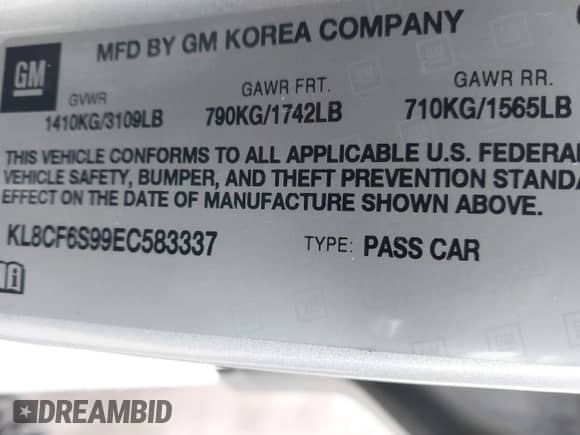 MFD BY GM KOREA COMPANY
GM
GVWR GAWR FRT. GAWR RR.
1410KG/3109LB 790KG/1742LB 710KG/1565LB
THIS VEHICLE CONFORMS TO ALL APPLICABLE U.S. FEDERAL
VEHICLE SAFETY, BUMPER, AND THEFT PREVENTION STANDA
EFFECT ON THE DATE OF MANUFACTURE SHOWN ABOVE.
KL8CF6S99EC583337 TYPE: PASS CAR
DREAMBID